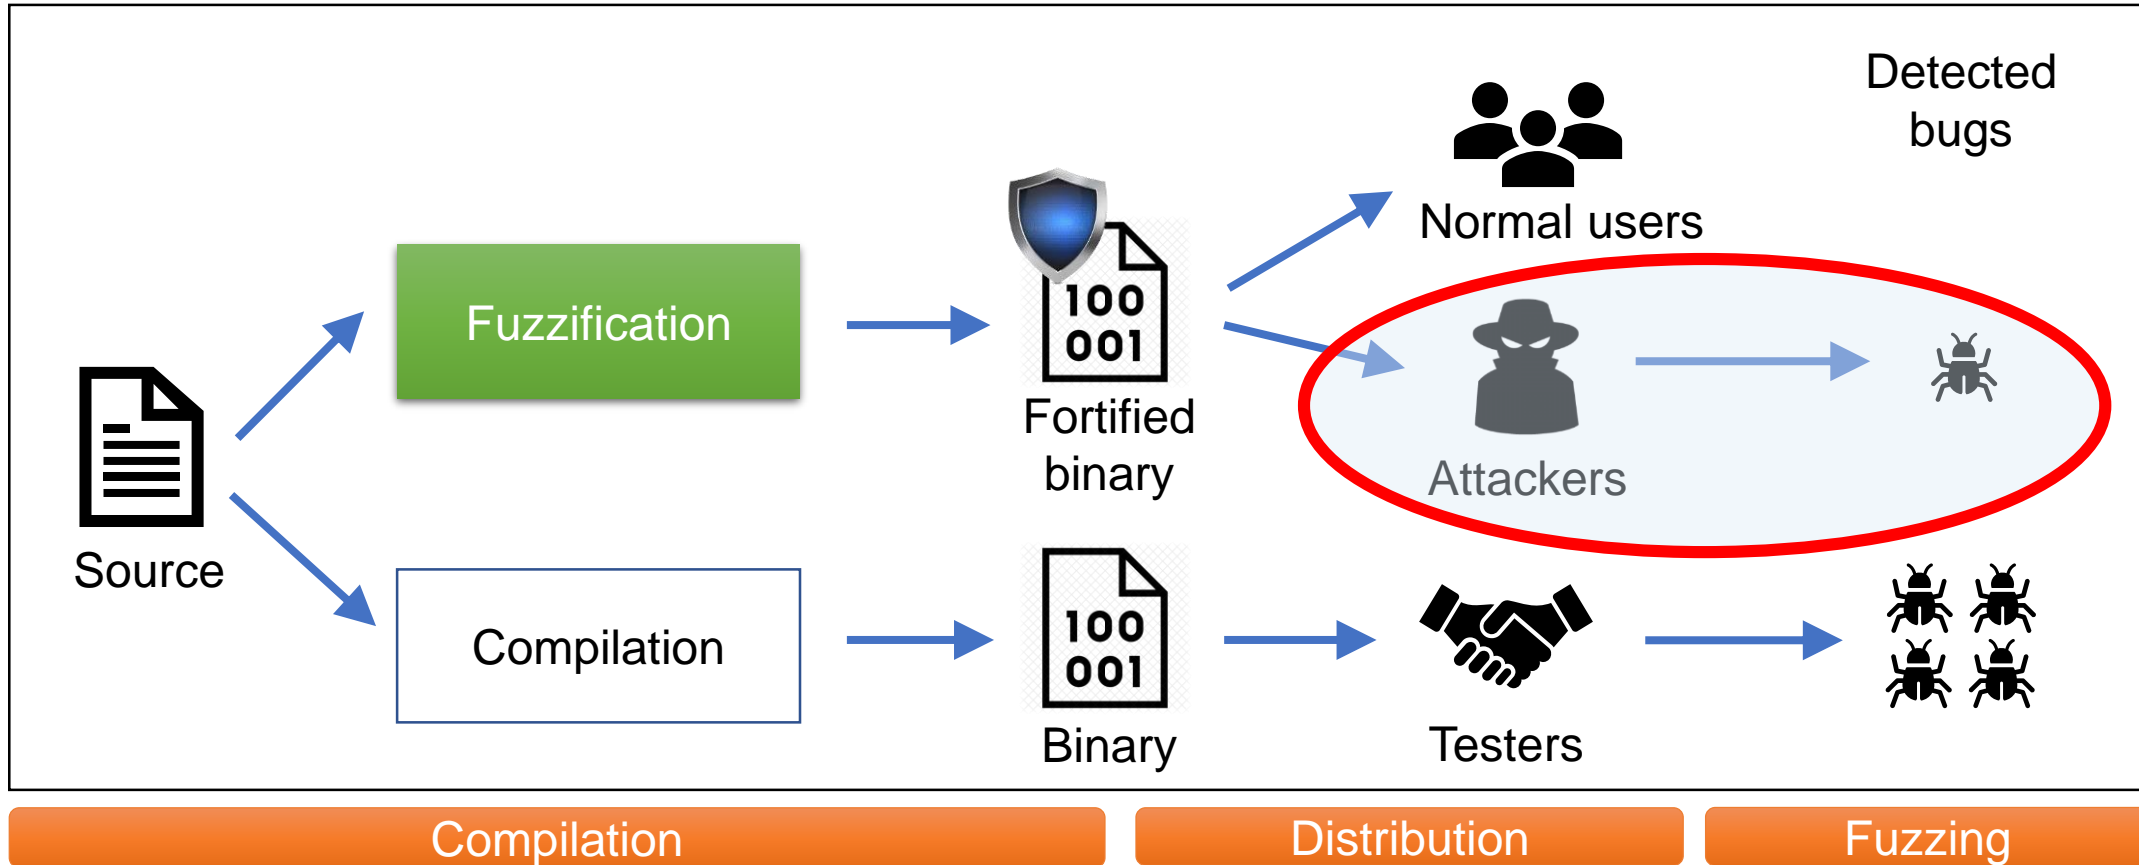 Detected
bugs
Normal users
Fuzzification
100
001
Fortified
binary
Attackers
Source
Compilation
100
001
Binary
Testers
Compilation
Distribution
Fuzzing